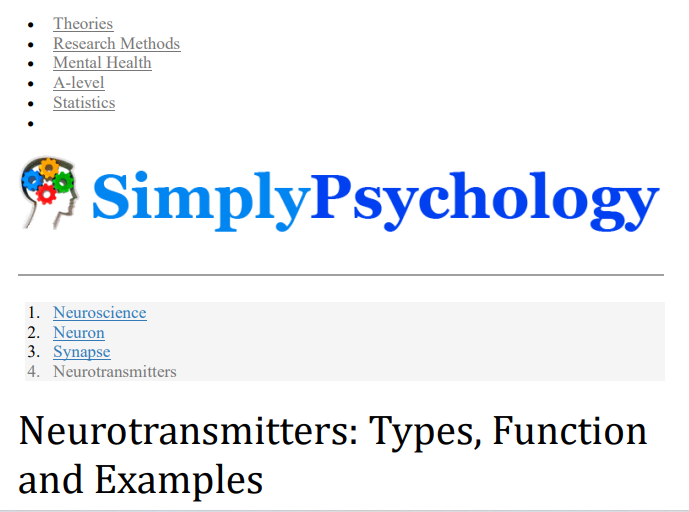 Theories
Research Methods
Mental Health
A-level
Statistics
SimplyPsychology
1. Neuroscience
2. Neuron
3. Synapse
4. Neurotransmitters
Neurotransmitters: Types, Function
and Examples